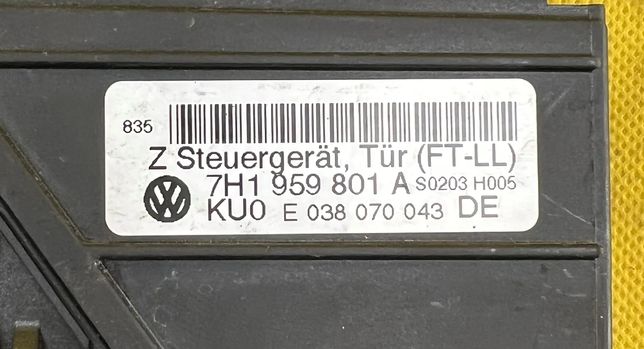 835
Z Steuergerät, Tür (FT-LL)
7H1 959 801 A S0203 H005
KU0 E 038 070 043 DE